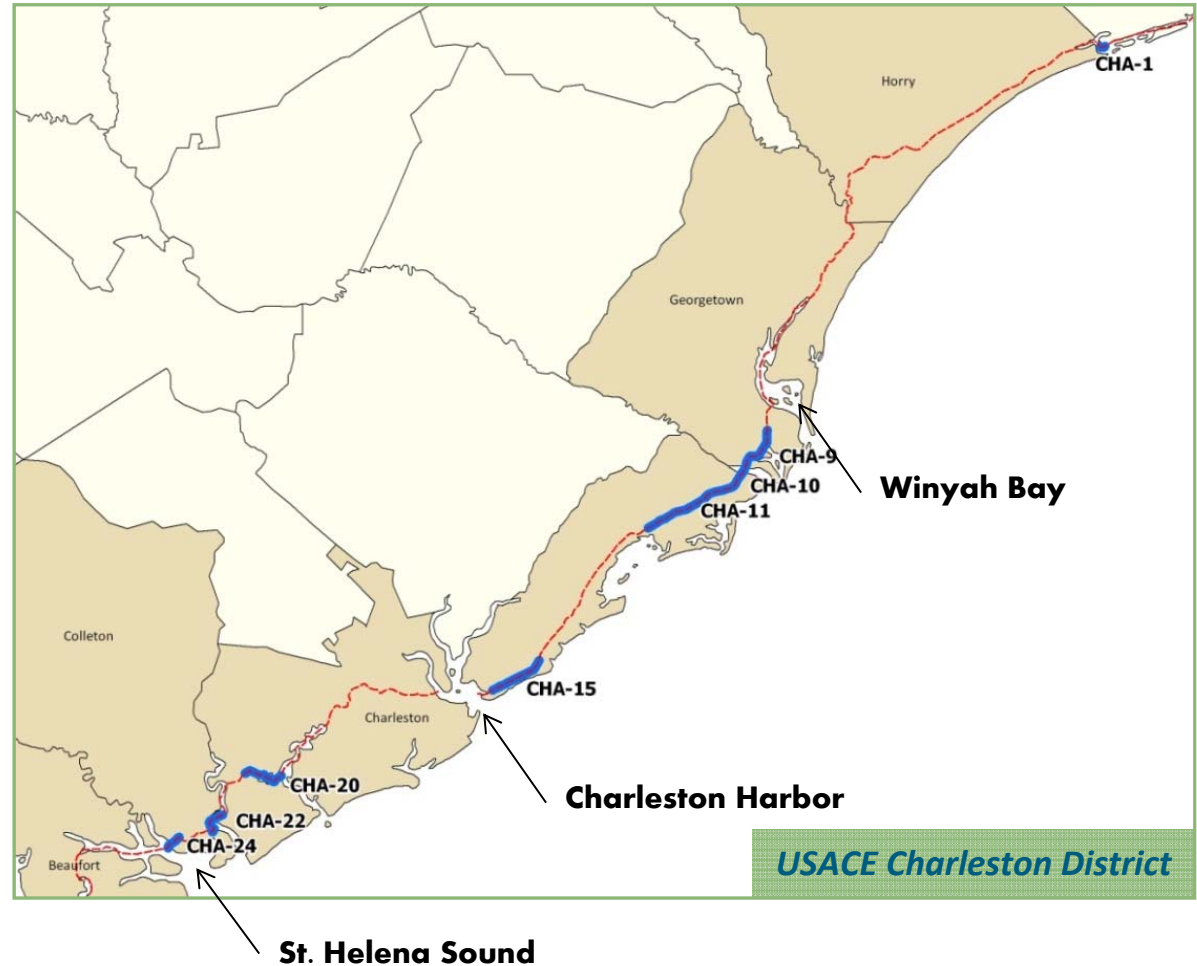 Horry
CHA-1
Georgetown
CHA-9
CHA-10
Winyah Bay
CHA-11
Colleton
CHA-15
Charleston
CHA-20
Charleston Harbor
CHA-22
CHA-24
Beaufort
USACE Charleston District
St. Helena Sound